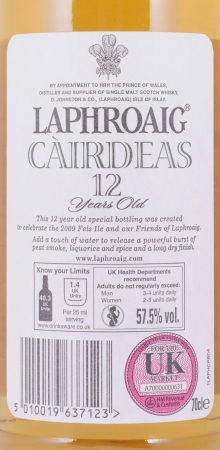 BY APPOINTMENT TO HRH THE PRINCE OF WALES,
DISTILLER AND SUPPLIER OF SINGLE MALT SCOTCH WHISKY,
D. JOHNSTON & CO., (LAPHROAIG) ISLE OF ISLAY.
LAPHROAIG®
CÀIRDEAS
12
Years Old
This 12 year old special bottling was created
to celebrate the 2009 Feis Ile and our Friends of Laphroaig.
Add a touch of water to release a powerful burst of
peat smoke, liquorice and spice and a long dry finish.
www.laphroaig.com
Know your Limits
40.3
UK
Units
1.4
UK
Units
Per 25 ml
serving
www.drinkaware.co.uk
UK Health Departments
recommend
Adults do not regularly exceed:
Men 3-4 units daily
Women 2-3 units daily
57.5% vol.
FOR THE
UK
MARKET
A70000000631
HM Revenue
& Customs
70cl e
5 010019 637123 >